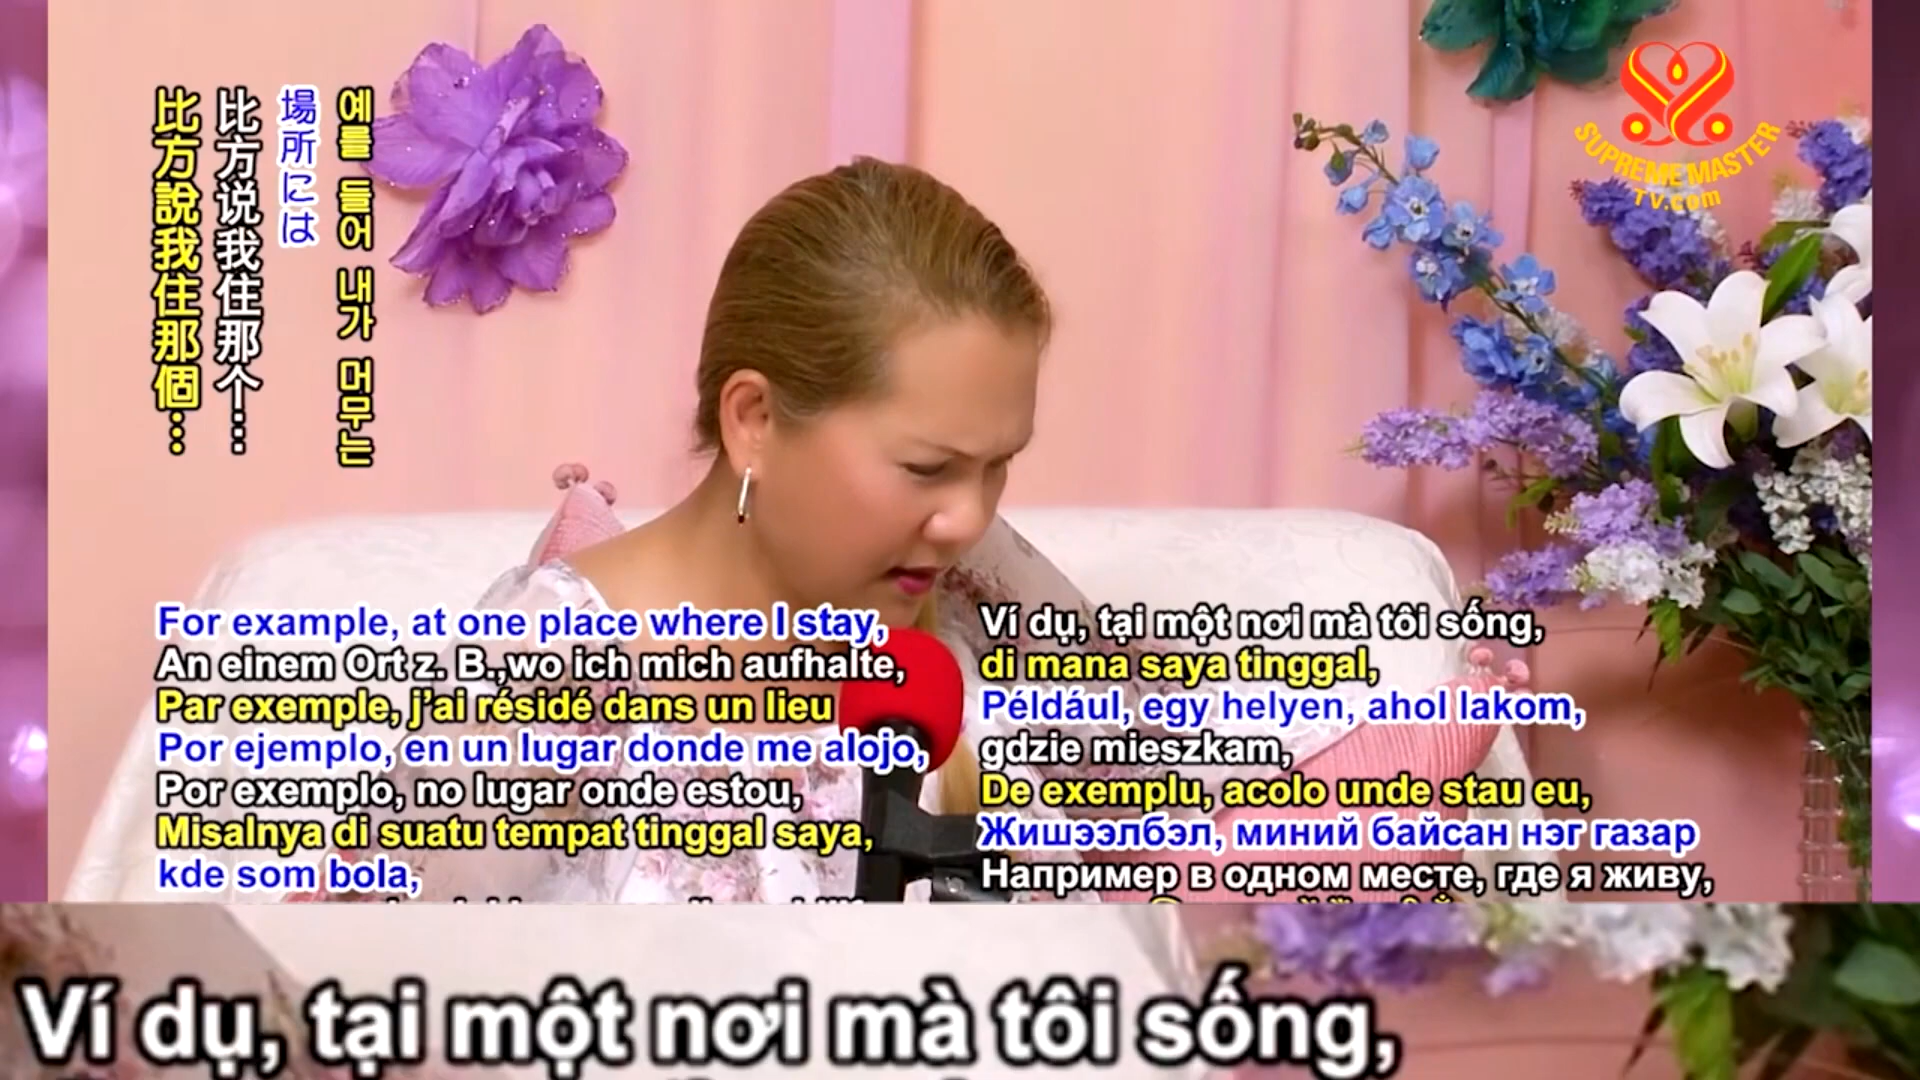 比方說我住那個…
比方说我住那个…
場所には
예를 들어 내가 머무는
SUPREME MASTER
TV.com
For example, at one place where I stay,
An einem Ort z. B.,wo ich mich aufhalte,
Par exemple, j’ai résidé dans un lieu
Por ejemplo, en un lugar donde me alojo,
Por exemplo, no lugar onde estou,
Misalnya di suatu tempat tinggal saya,
kde som bola,
Ví dụ, tại một nơi mà tôi sống,
di mana saya tinggal,
Például, egy helyen, ahol lakom,
gdzie mieszkam,
De exemplu, acolo unde stau eu,
Жишээлбэл, миний байсан нэг газар
Например в одном месте, где я живу,
Ví dụ, tại một nơi mà tôi sống,